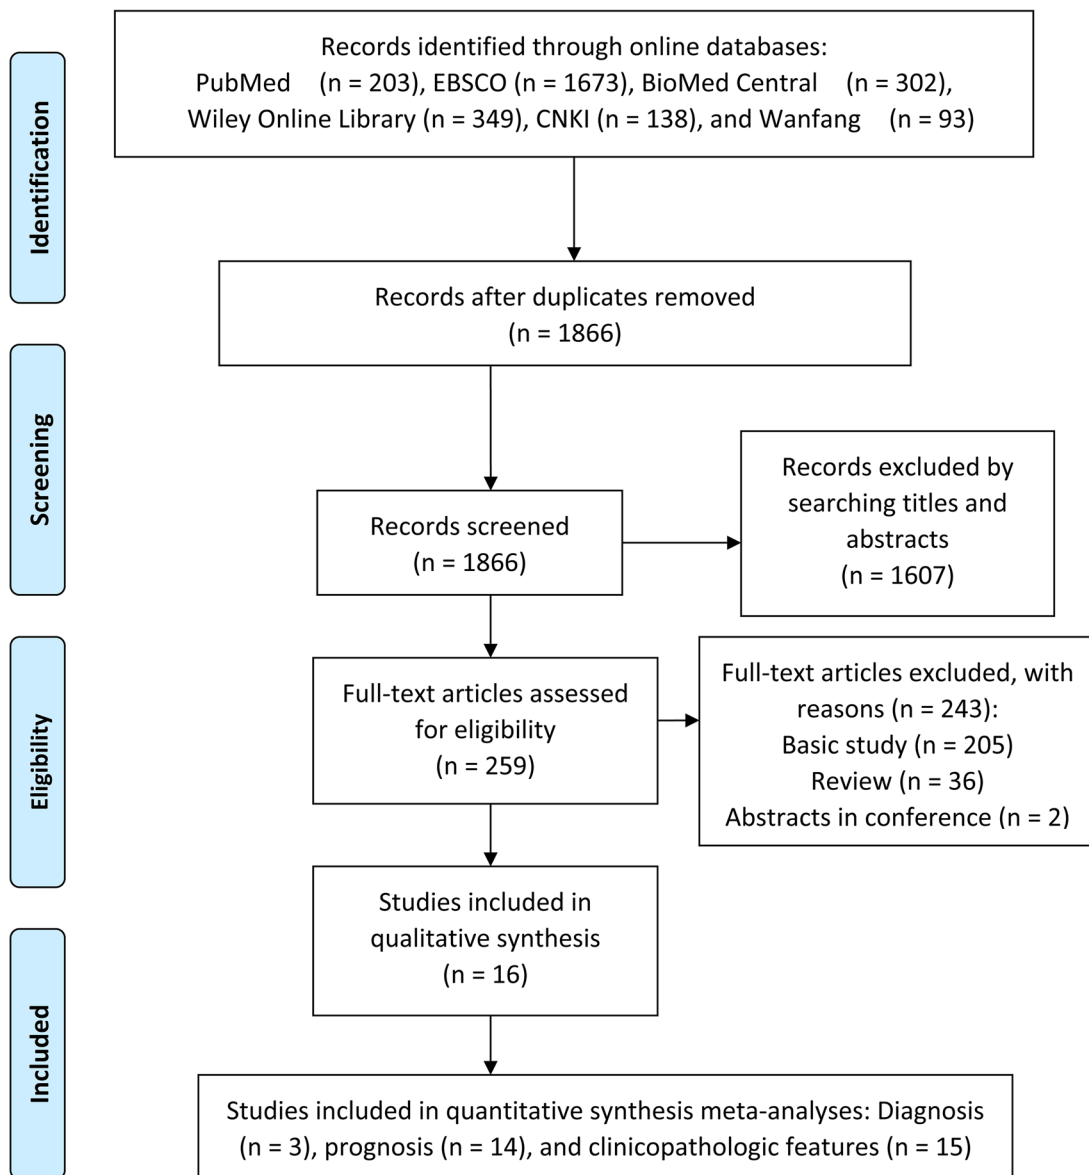 Records identified through online databases:
PubMed (n = 203), EBSCO (n = 1673), BioMed Central (n = 302),
Wiley Online Library (n = 349), CNKI (n = 138), and Wanfang (n = 93)
Identification
Records after duplicates removed
(n = 1866)
Screening
Records screened
(n = 1866)
Records excluded by
searching titles and
abstracts
(n = 1607)
Eligibility
Full-text articles assessed
for eligibility
(n = 259)
Full-text articles excluded, with
reasons (n = 243):
Basic study (n = 205)
Review (n = 36)
Abstracts in conference (n = 2)
Studies included in
qualitative synthesis
(n = 16)
Included
Studies included in quantitative synthesis meta-analyses: Diagnosis
(n = 3), prognosis (n = 14), and clinicopathologic features (n = 15)